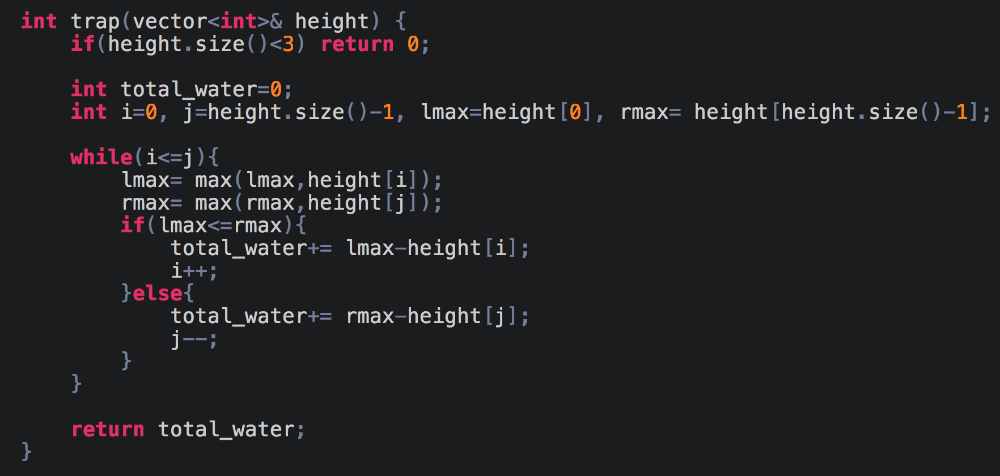 int trap(vector<int>& height) {
    if(height.size()<3) return 0;

    int total_water=0;
    int i=0, j=height.size()-1, lmax=height[0], rmax= height[height.size()-1];

    while(i<=j){
        lmax= max(lmax,height[i]);
        rmax= max(rmax,height[j]);
        if(lmax<=rmax){
            total_water+= lmax-height[i];
            i++;
        }else{
            total_water+= rmax-height[j];
            j--;
        }
    }

    return total_water;
}